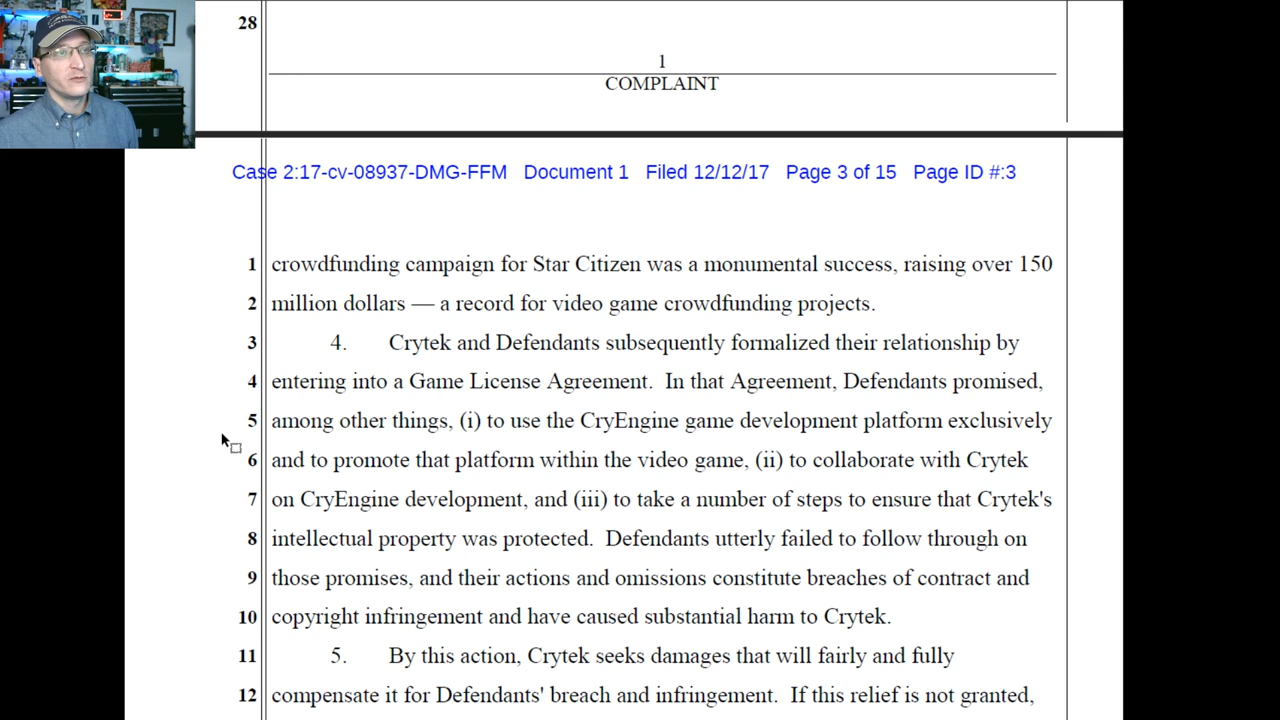 28
1
COMPLAINT
Case 2:17-cv-08937-DMG-FFM Document 1 Filed 12/12/17 Page 3 of 15 Page ID #:3
1 crowdfunding campaign for Star Citizen was a monumental success, raising over 150
2 million dollars — a record for video game crowdfunding projects.
3 4. Crytek and Defendants subsequently formalized their relationship by
4 entering into a Game License Agreement. In that Agreement, Defendants promised,
5 among other things, (i) to use the CryEngine game development platform exclusively
6 and to promote that platform within the video game, (ii) to collaborate with Crytek
7 on CryEngine development, and (iii) to take a number of steps to ensure that Crytek's
8 intellectual property was protected. Defendants utterly failed to follow through on
9 those promises, and their actions and omissions constitute breaches of contract and
10 copyright infringement and have caused substantial harm to Crytek.
11 5. By this action, Crytek seeks damages that will fairly and fully
12 compensate it for Defendants' breach and infringement. If this relief is not granted,